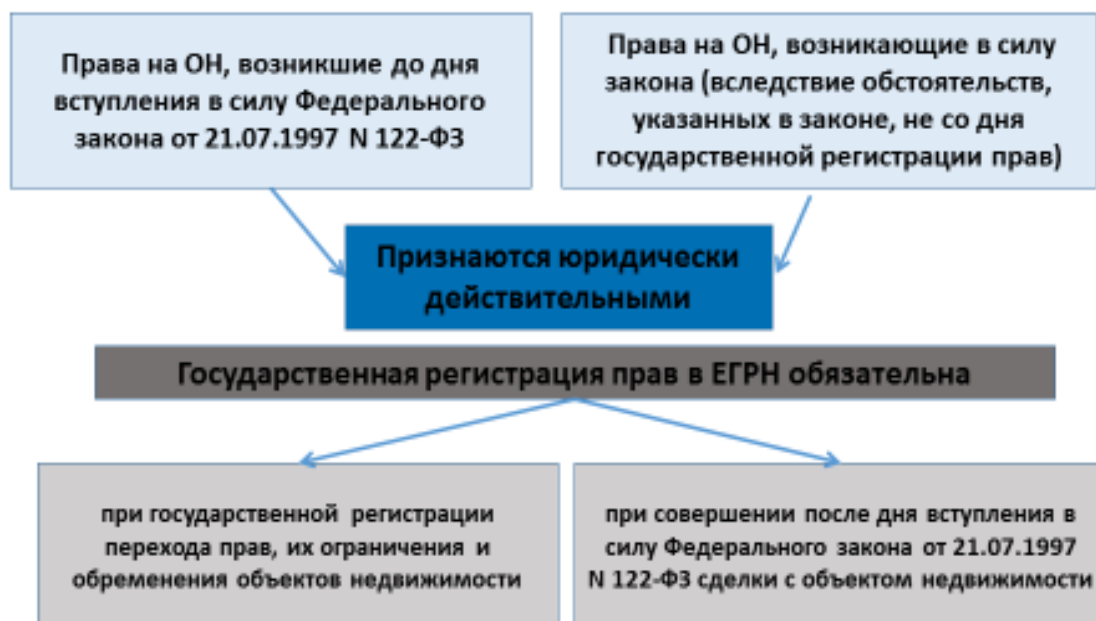 Права на ОН, возникшие до дня
вступления в силу Федерального
закона от 21.07.1997 N 122-ФЗ
Права на ОН, возникающие в силу
закона (вследствие обстоятельств,
указанных в законе, не со дня
государственной регистрации прав)
Признаются юридически
действительными
Государственная регистрация прав в ЕГРН обязательна
при государственной регистрации
перехода прав, их ограничения и
обременения объектов недвижимости
при совершении после дня вступления в
силу Федерального закона от 21.07.1997
N 122-ФЗ сделки с объектом недвижимости